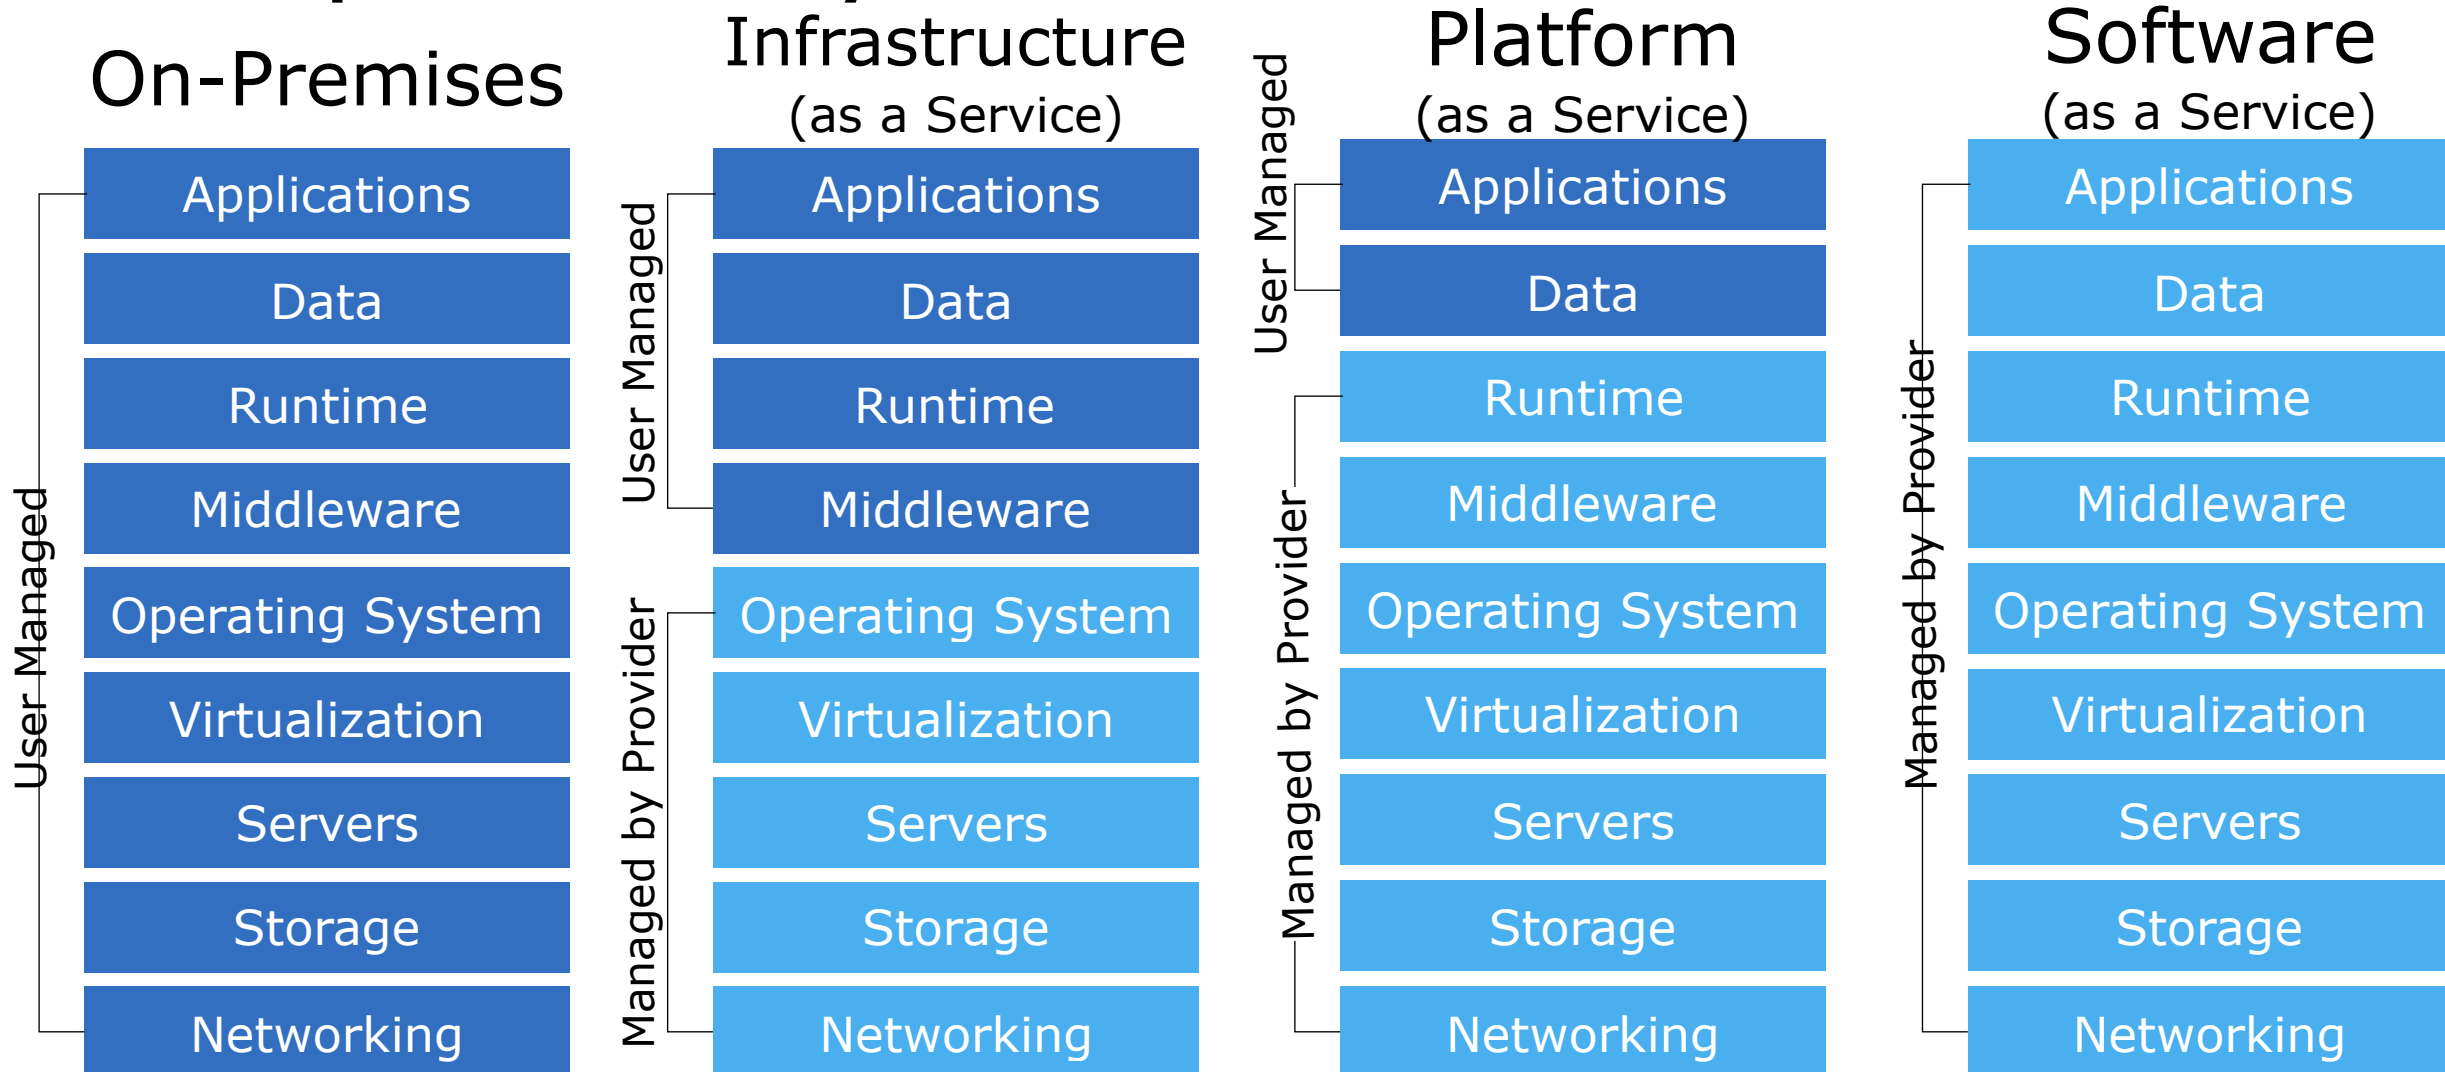 On-Premises
User Managed
Applications
Data
Runtime
Middleware
Operating System
Virtualization
Servers
Storage
Networking
Infrastructure
(as a Service)
User Managed
Managed by Provider
Applications
Data
Runtime
Middleware
Operating System
Virtualization
Servers
Storage
Networking
Platform
(as a Service)
User Managed
Managed by Provider
Applications
Data
Runtime
Middleware
Operating System
Virtualization
Servers
Storage
Networking
Software
(as a Service)
Managed by Provider
Applications
Data
Runtime
Middleware
Operating System
Virtualization
Servers
Storage
Networking